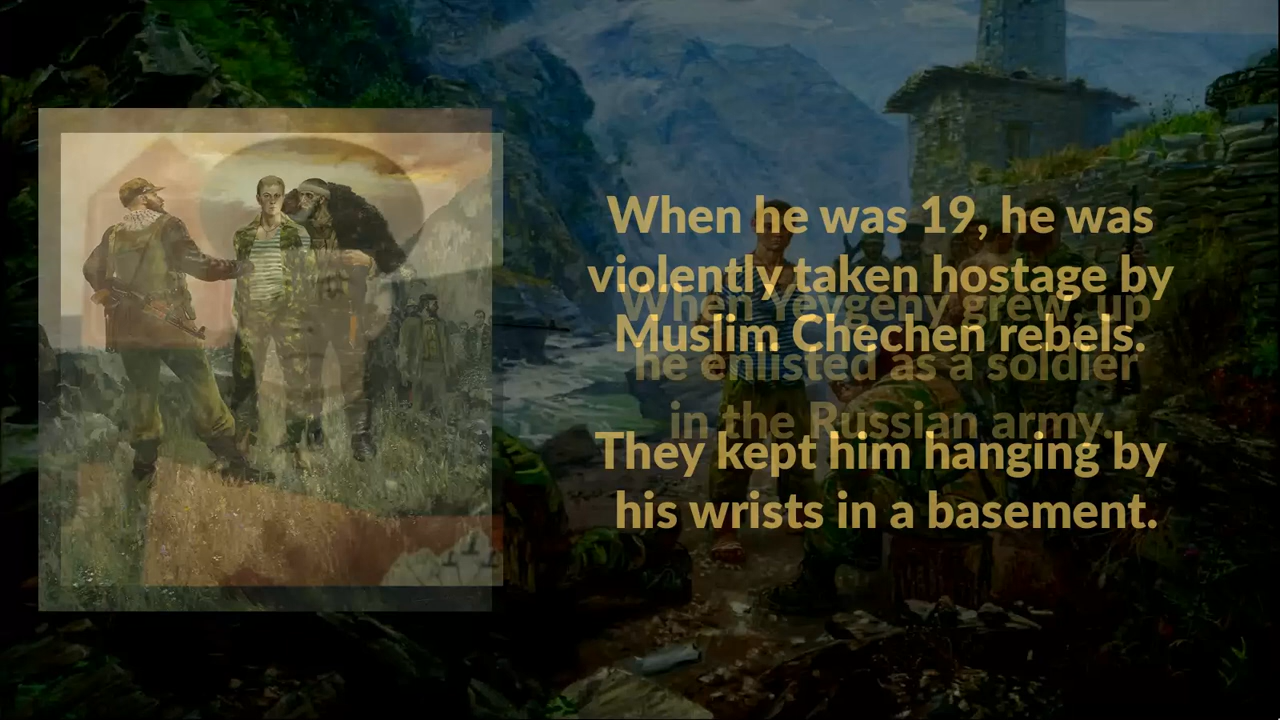 When he was 19, he was
violently taken hostage by
When Yevgeny grew, up
Muslim Chechen rebels.
he enlisted as a soldier
in the Russian army.
They kept him hanging by
his wrists in a basement.